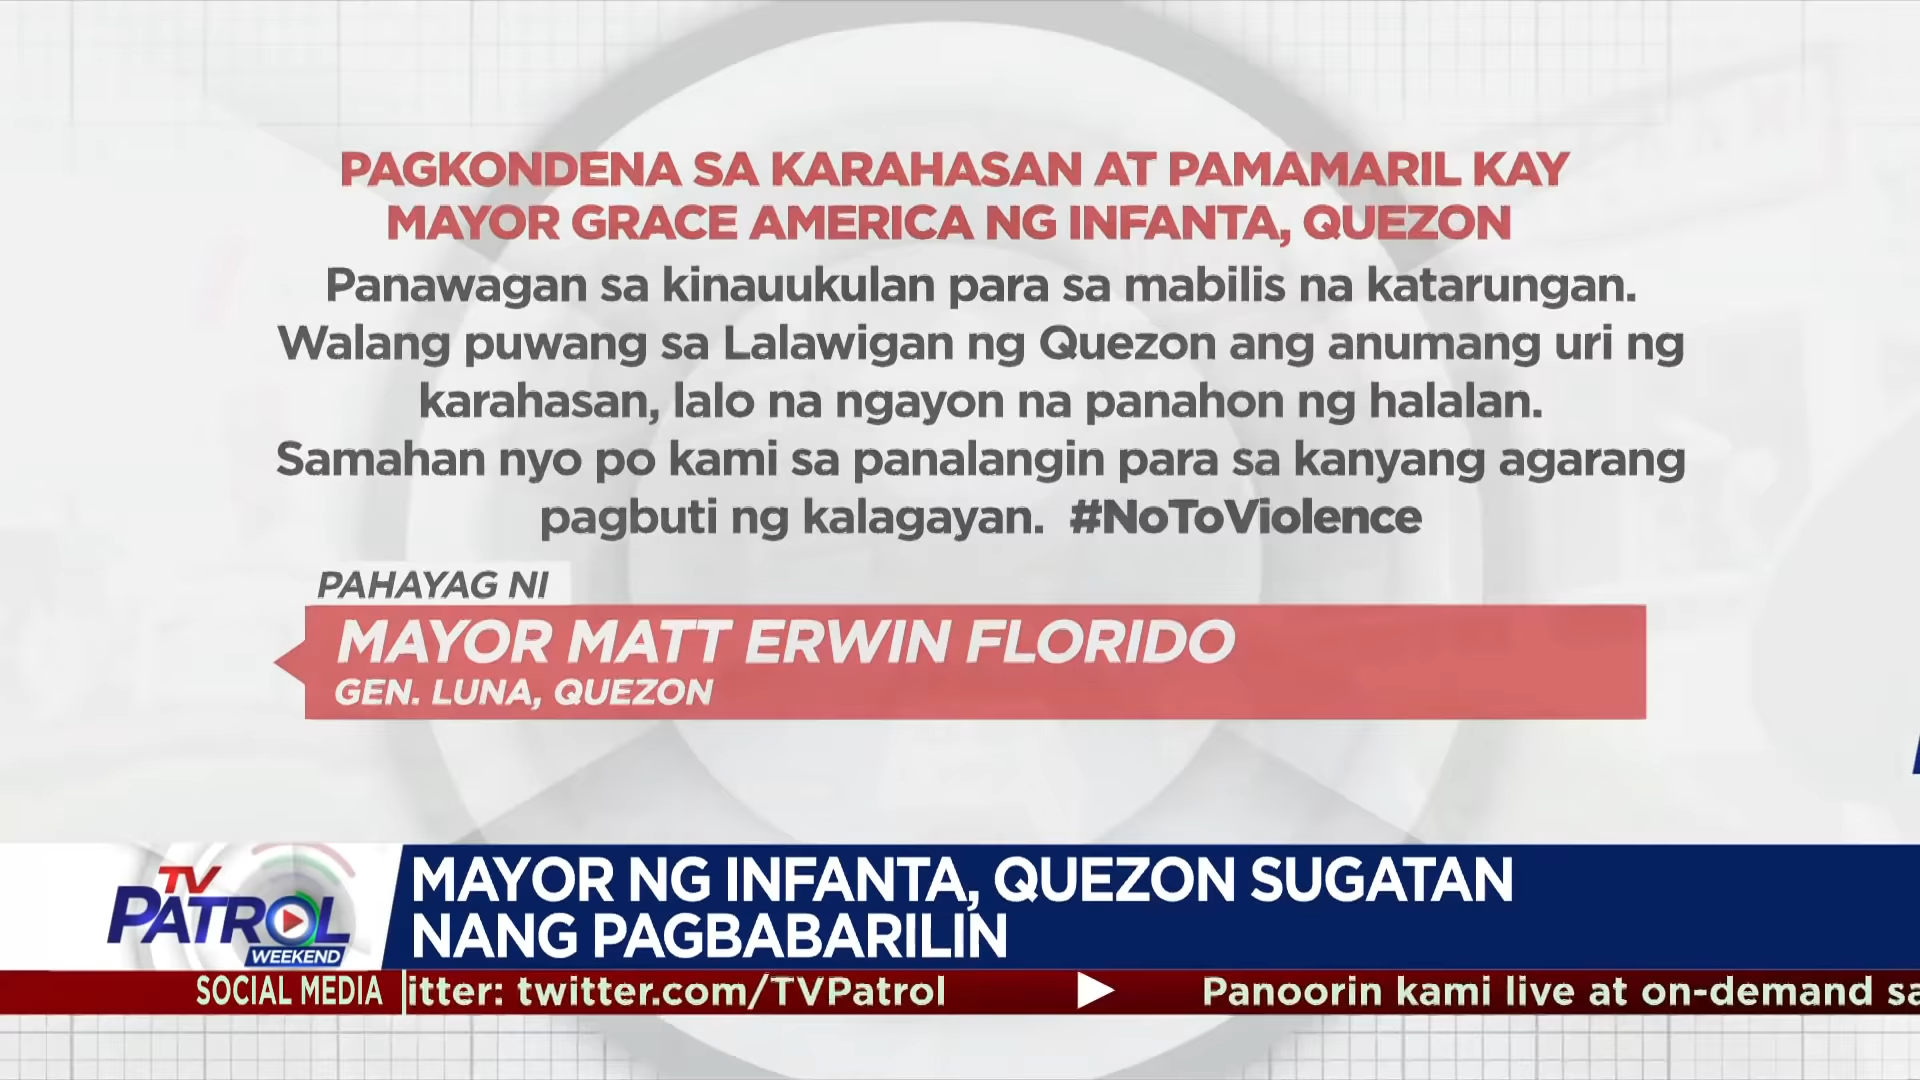 PAGKONDENA SA KARAHASAN AT PAMAMARIL KAY
MAYOR GRACE AMERICA NG INFANTA, QUEZON
Panawagan sa kinauukulan para sa mabilis na katarungan.
Walang puwang sa Lalawigan ng Quezon ang anumang uri ng
karahasan, lalo na ngayon na panahon ng halalan.
Samahan nyo po kami sa panalangin para sa kanyang agarang
pagbuti ng kalagayan. #NoToViolence
PAHAYAG NI
MAYOR MATT ERWIN FLORIDO
GEN. LUNA, QUEZON
TV
PATROL
WEEKEND
MAYOR NG INFANTA, QUEZON SUGATAN
NANG PAGBABARILIN
SOCIAL MEDIA itter: twitter.com/TVPatrol Panoorin kami live at on-demand sa